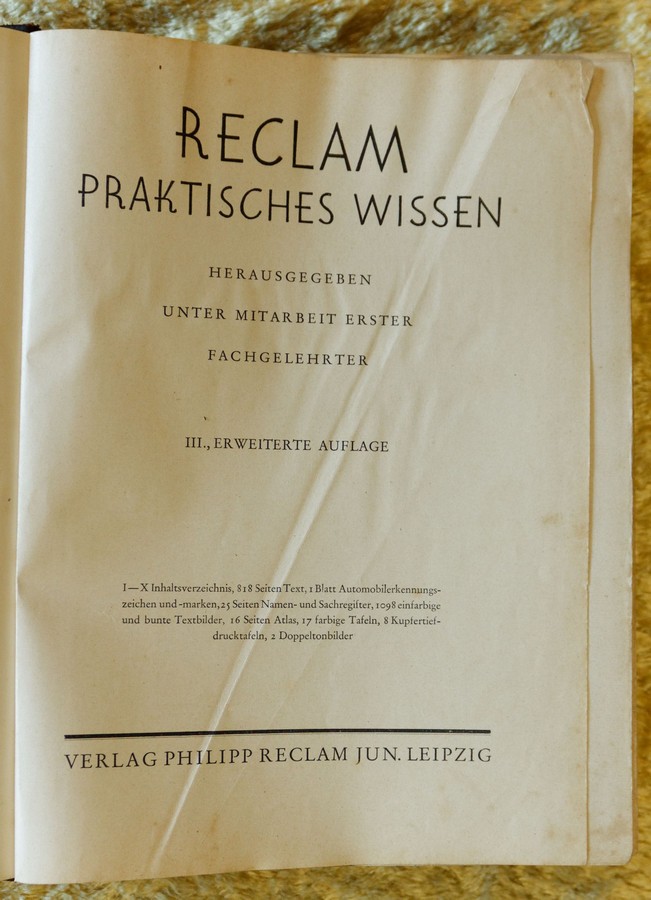 RECLAM
PRAKTISCHES WISSEN
HERAUSGEGEBEN
UNTER MITARBEIT ERSTER
FACHGELEHRTER
III., ERWEITERTE AUFLAGE
I—X Inhaltsverzeichnis, 818 Seiten Text, 1 Blatt Automobilerkennungs-
zeichen und -marken, 25 Seiten Namen- und Sachregister, 1098 einfarbige
und bunte Textbilder, 16 Seiten Atlas, 17 farbige Tafeln, 8 Kupfertief-
drucktafeln, 2 Doppeltonbilder
VERLAG PHILIPP RECLAM JUN. LEIPZIG